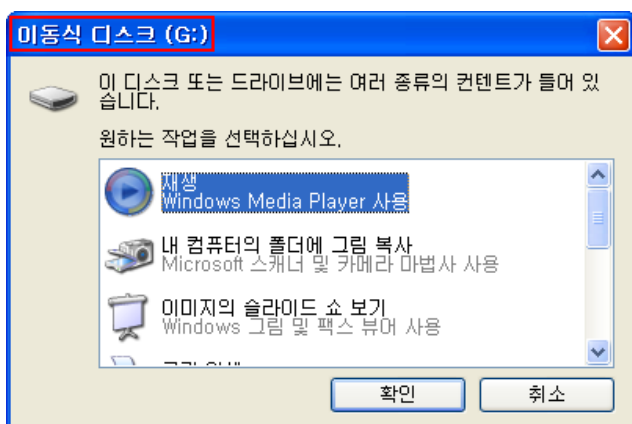 이동식 디스크 (G:)
이 디스크 또는 드라이브에는 여러 종류의 컨텐트가 들어 있
습니다.
원하는 작업을 선택하십시오.
재생
Windows Media Player 사용
내 컴퓨터의 폴더에 그림 복사
Microsoft 스캐너 및 카메라 마법사 사용
이미지의 슬라이드 쇼 보기
Windows 그림 및 팩스 뷰어 사용
확인
취소